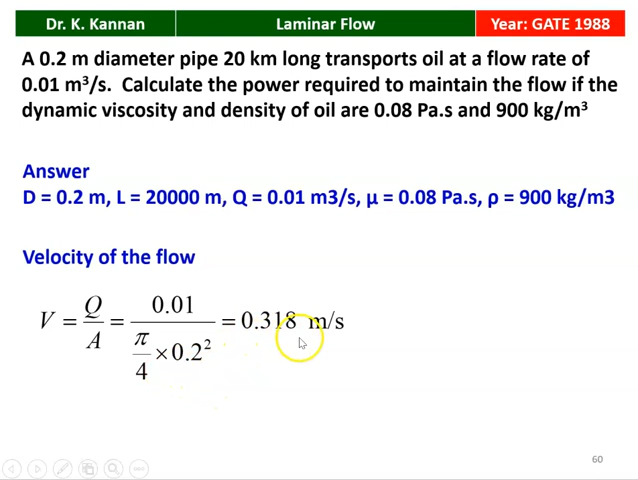 Dr. K. Kannan Laminar Flow Year: GATE 1988
A 0.2 m diameter pipe 20 km long transports oil at a flow rate of
0.01 m³/s. Calculate the power required to maintain the flow if the
dynamic viscosity and density of oil are 0.08 Pa.s and 900 kg/m³
Answer
D = 0.2 m, L = 20000 m, Q = 0.01 m3/s, μ = 0.08 Pa.s, ρ = 900 kg/m3
Velocity of the flow
V = Q/A = 0.01 / (π/4 × 0.2²) = 0.318 m/s
60